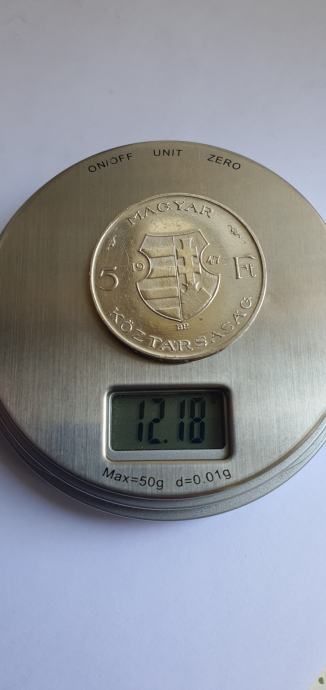 ON/OFF UNIT ZERO
MAGYAR
5 19 47 Ft
BP
KÖZTÁRSASÁG
12.18
Max=50g d=0.01g